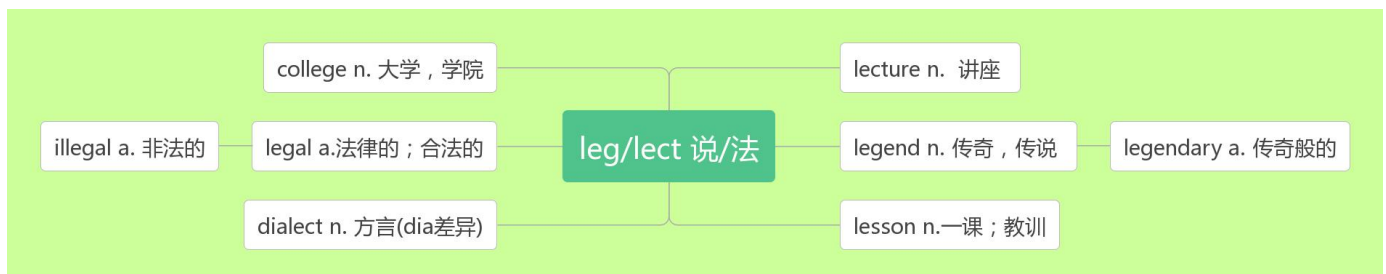 college n. 大学，学院
lecture n. 讲座
illegal a. 非法的
legal a.法律的；合法的
leg/lect 说/法
legend n. 传奇，传说
legendary a. 传奇般的
dialect n. 方言(dia差异)
lesson n.一课；教训